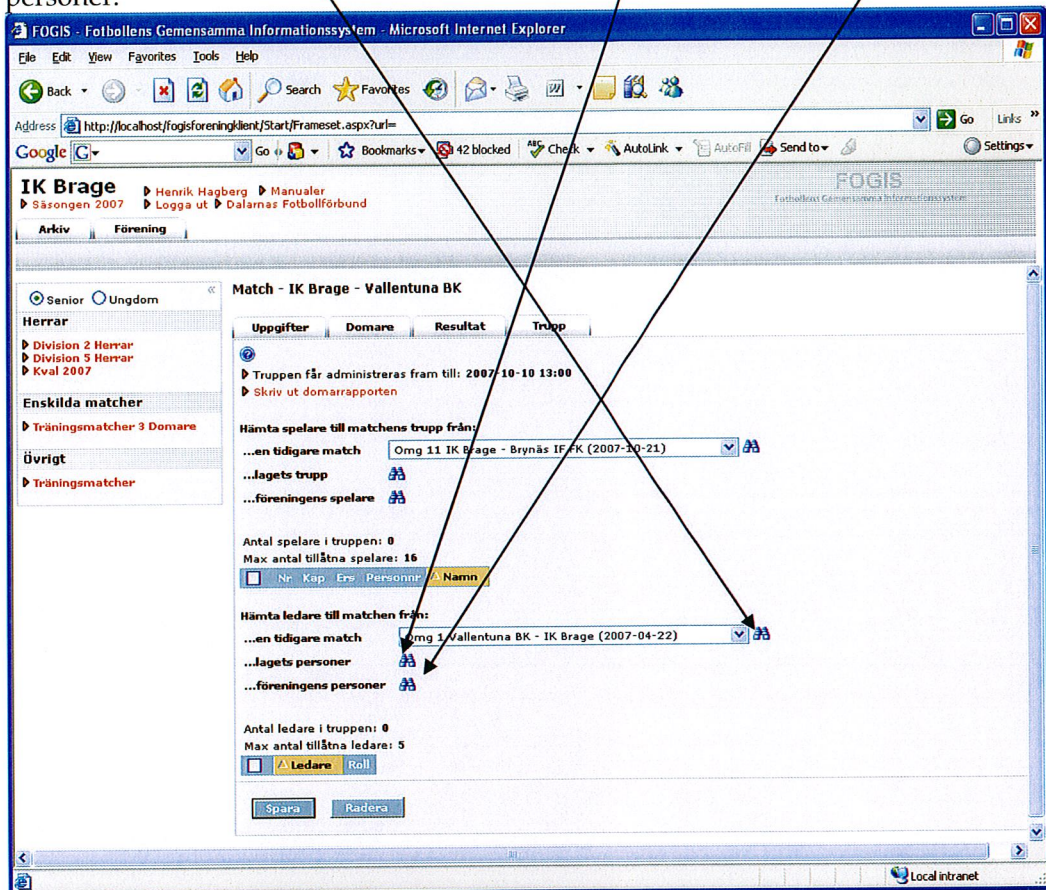 personer.
FOGIS - Fotbollens Gemensamma Informationssystem - Microsoft Internet Explorer
File Edit View Favorites Tools Help
Back Search Favorites
Address http://localhost/fogisforeningklient/Start/Frameset.aspx?url= Go Links »
Google G Go Bookmarks 42 blocked ABC Check AutoLink AutoFill Send to Settings
IK Brage Henrik Hagberg Manualer
Säsongen 2007 Logga ut Dalarnas Fotbollförbund
FOGIS
Fotbollens Gemensamma Informationssystem
Arkiv Förening
Senior Ungdom «
Herrar
Division 2 Herrar
Division 5 Herrar
Kval 2007
Enskilda matcher
Träningsmatcher 3 Domare
Övrigt
Träningsmatcher
Match - IK Brage - Vallentuna BK
Uppgifter Domare Resultat Trupp
Truppen får administreras fram till: 2007-10-10 13:00
Skriv ut domarrapporten
Hämta spelare till matchens trupp från:
...en tidigare match Omg 11 IK Brage - Brynäs IF FK (2007-10-21)
...lagets trupp
...föreningens spelare
Antal spelare i truppen: 0
Max antal tillåtna spelare: 16
Nr Kap Ers Personnr Namn
Hämta ledare till matchen från:
...en tidigare match Omg 1 Vallentuna BK - IK Brage (2007-04-22)
...lagets personer
...föreningens personer
Antal ledare i truppen: 0
Max antal tillåtna ledare: 5
Ledare Roll
Spara Radera
Local intranet